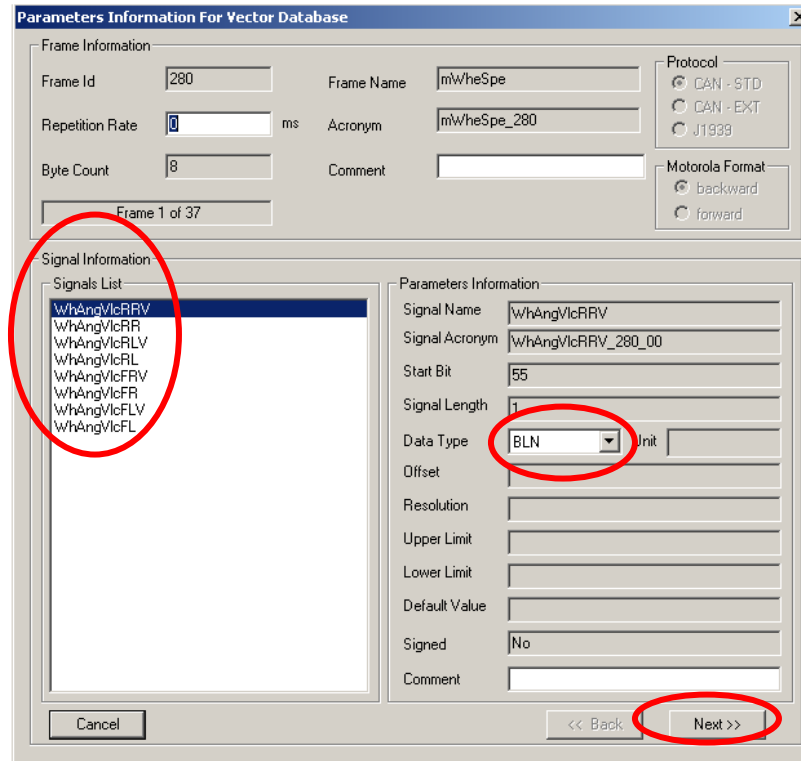 Parameters Information For Vector Database
Frame Information
Frame Id 280 Frame Name mWheSpe
Repetition Rate 0 ms Acronym mWheSpe_280
Byte Count 8 Comment
Frame 1 of 37
Protocol
CAN - STD
CAN - EXT
J1939
Motorola Format
backward
forward
Signal Information
Signals List
WhAngVlcRRV
WhAngVlcRR
WhAngVlcRLV
WhAngVlcRL
WhAngVlcFRV
WhAngVlcFR
WhAngVlcFLV
WhAngVlcFL
Parameters Information
Signal Name WhAngVlcRRV
Signal Acronym WhAngVlcRRV_280_00
Start Bit 55
Signal Length 1
Data Type BLN Unit
Offset
Resolution
Upper Limit
Lower Limit
Default Value
Signed No
Comment
Cancel << Back Next >>